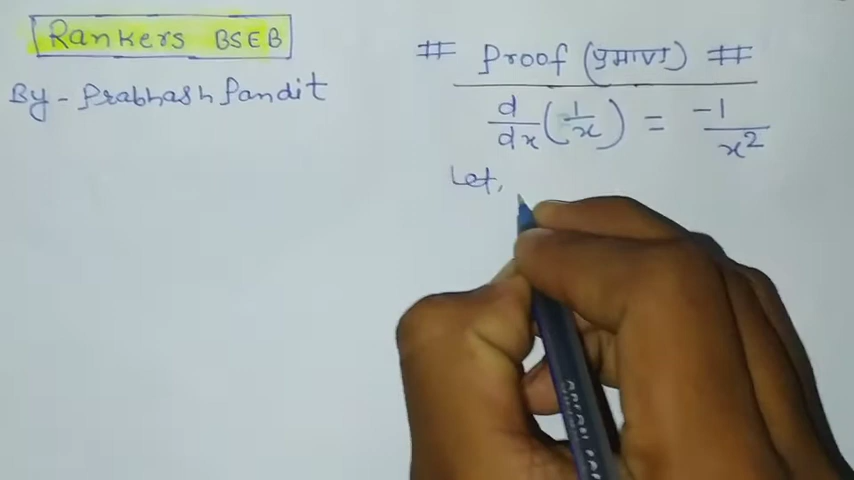 Rankers BSEB
By - Prabhash Pandit
# Proof (प्रमाण) #
d/dx (1/x) = -1/x²
Let,